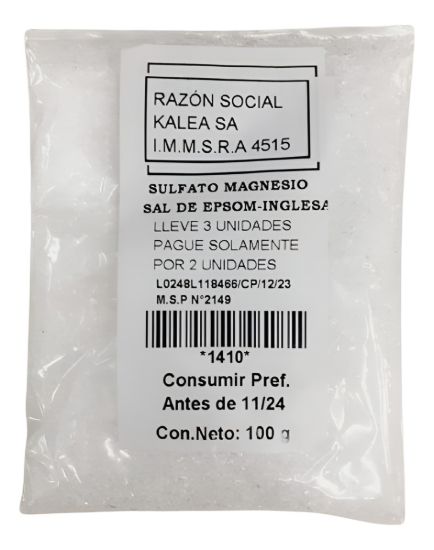 RAZÓN SOCIAL
KALEA SA
I.M.M.S.R.A 4515
SULFATO MAGNESIO
SAL DE EPSOM-INGLESA
LLEVE 3 UNIDADES
PAGUE SOLAMENTE
POR 2 UNIDADES
L0248L118466/CP/12/23
M.S.P N°2149
*1410*
Consumir Pref.
Antes de 11/24
Con.Neto: 100 g